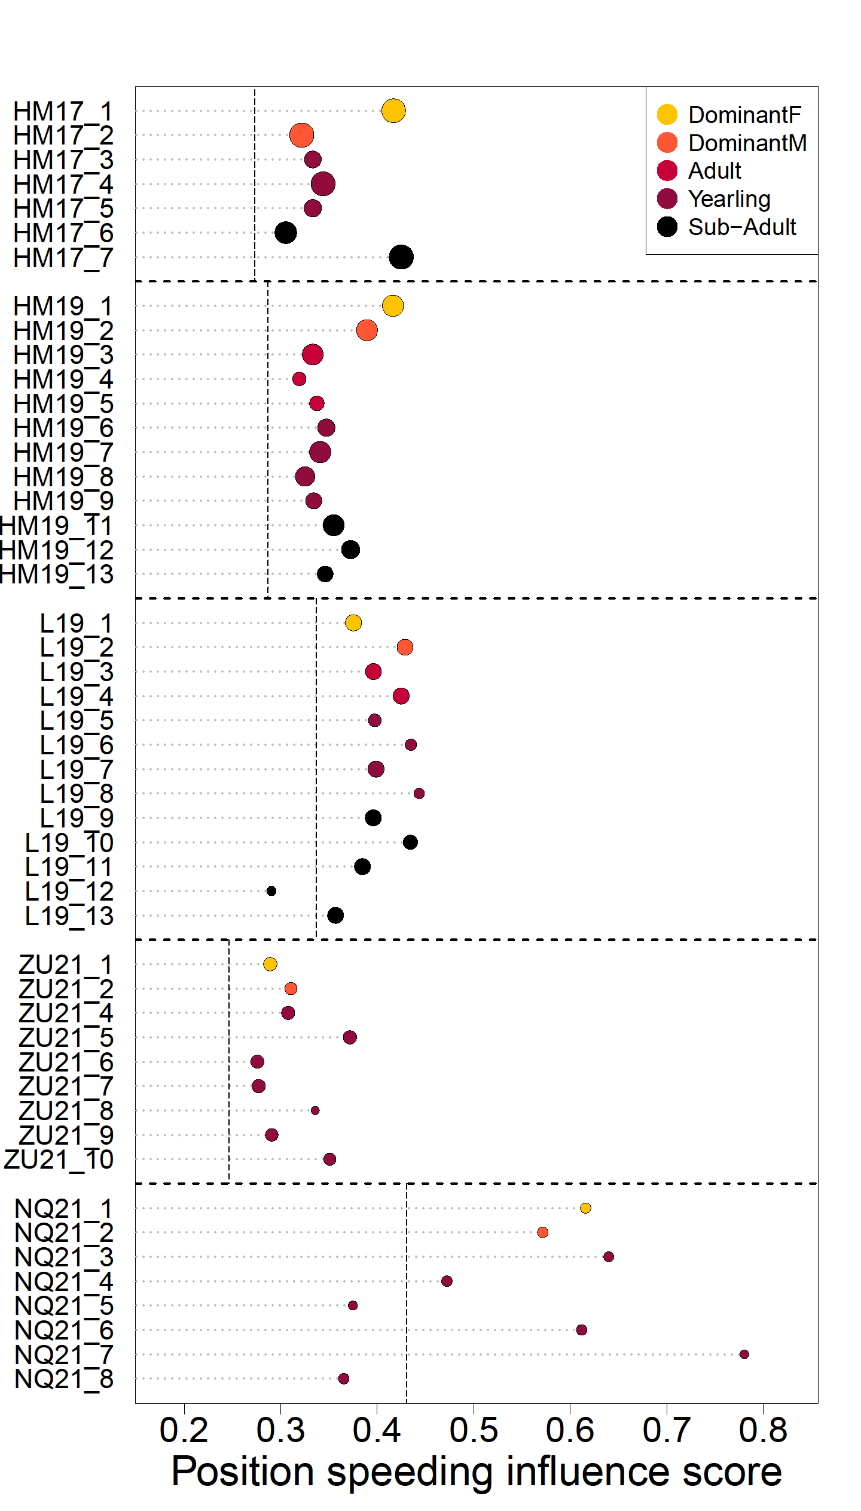 HM17_1
HM17_2
HM17_3
HM17_4
HM17_5
HM17_6
HM17_7
DominantF
DominantM
Adult
Yearling
Sub−Adult
HM19_1
HM19_2
HM19_3
HM19_4
HM19_5
HM19_6
HM19_7
HM19_8
HM19_9
HM19_11
HM19_12
HM19_13
L19_1
L19_2
L19_3
L19_4
L19_5
L19_6
L19_7
L19_8
L19_9
L19_10
L19_11
L19_12
L19_13
ZU21_1
ZU21_2
ZU21_4
ZU21_5
ZU21_6
ZU21_7
ZU21_8
ZU21_9
ZU21_10
NQ21_1
NQ21_2
NQ21_3
NQ21_4
NQ21_5
NQ21_6
NQ21_7
NQ21_8
0.2 0.3 0.4 0.5 0.6 0.7 0.8
Position speeding influence score